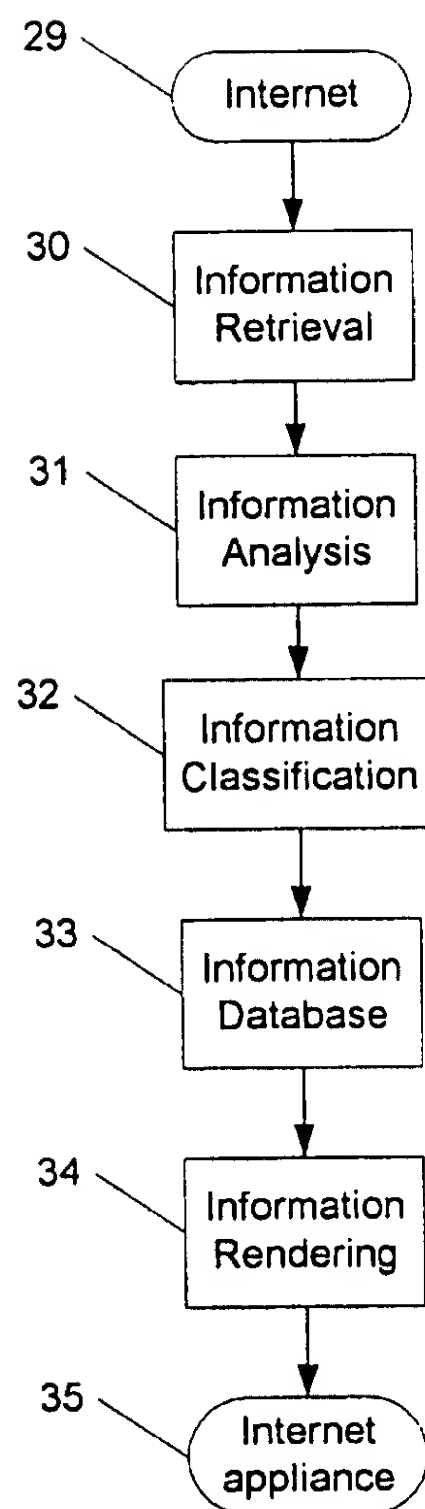 29
Internet
30
Information
Retrieval
31
Information
Analysis
32
Information
Classification
33
Information
Database
34
Information
Rendering
35
Internet
appliance